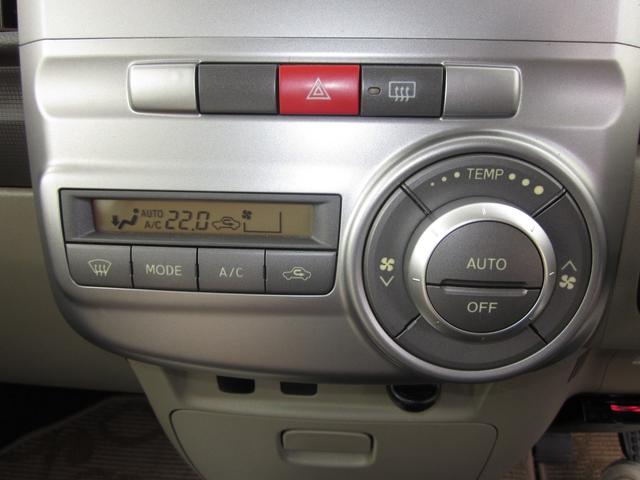 TEMP
AUTO
A/C 22.0
MODE
A/C
AUTO
OFF